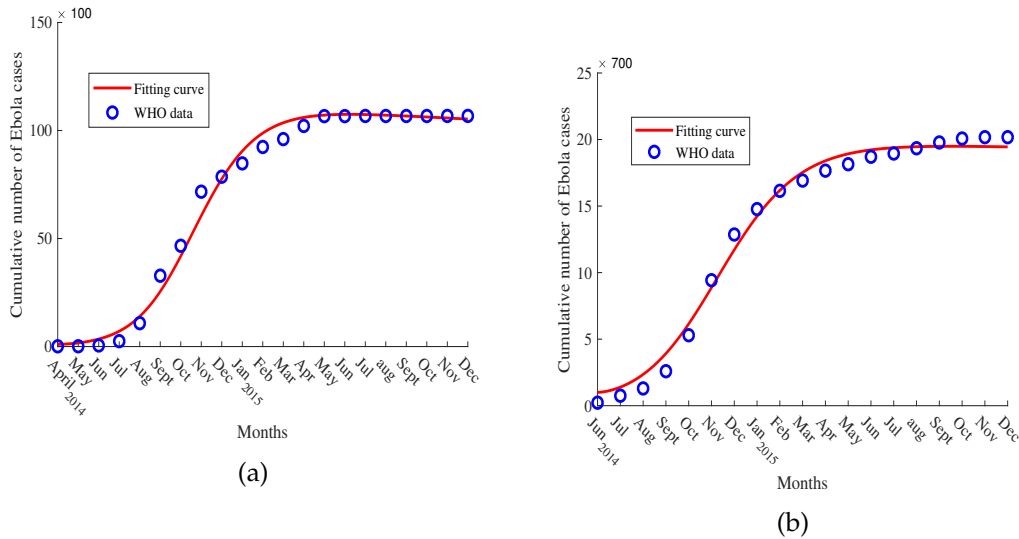 × 100
150
100
50
0
Cumulative number of Ebola cases
Fitting curve
WHO data
April 2014
May
Jun
Jul
Aug
Sept
Oct
Nov
Dec
Jan 2015
Feb
Mar
Apr
May
Jun
Jul
Aug
Sept
Oct
Nov
Dec
Months
(a)
× 700
25
20
15
10
5
0
Cumulative number of Ebola cases
Fitting curve
WHO data
Jun 2014
Jul
Aug
Sept
Oct
Nov
Dec
Jan 2015
Feb
Mar
Apr
May
Jun
Jul
aug
Sept
Oct
Nov
Dec
Months
(b)